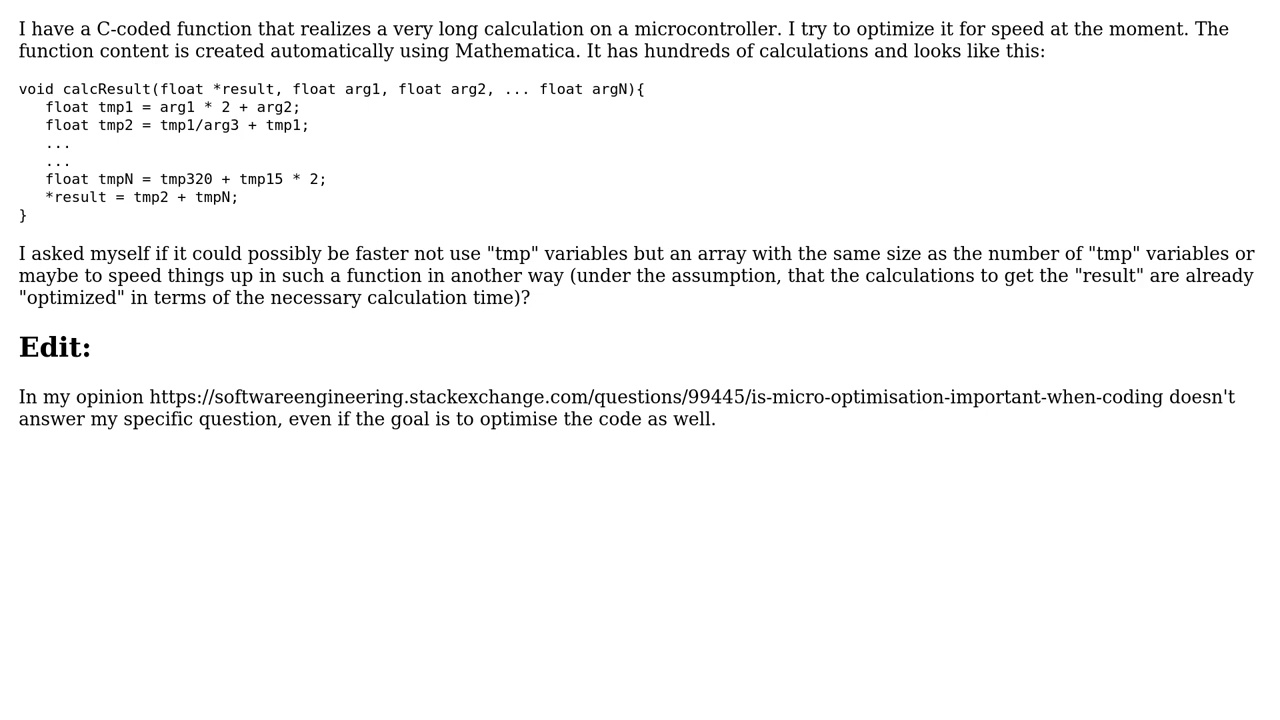 I have a C-coded function that realizes a very long calculation on a microcontroller. I try to optimize it for speed at the moment. The
function content is created automatically using Mathematica. It has hundreds of calculations and looks like this:
void calcResult(float *result, float arg1, float arg2, ... float argN){
   float tmp1 = arg1 * 2 + arg2;
   float tmp2 = tmp1/arg3 + tmp1;
   ...
   ...
   float tmpN = tmp320 + tmp15 * 2;
   *result = tmp2 + tmpN;
}
I asked myself if it could possibly be faster not use "tmp" variables but an array with the same size as the number of "tmp" variables or
maybe to speed things up in such a function in another way (under the assumption, that the calculations to get the "result" are already
"optimized" in terms of the necessary calculation time)?
Edit:
In my opinion https://softwareengineering.stackexchange.com/questions/99445/is-micro-optimisation-important-when-coding doesn't
answer my specific question, even if the goal is to optimise the code as well.